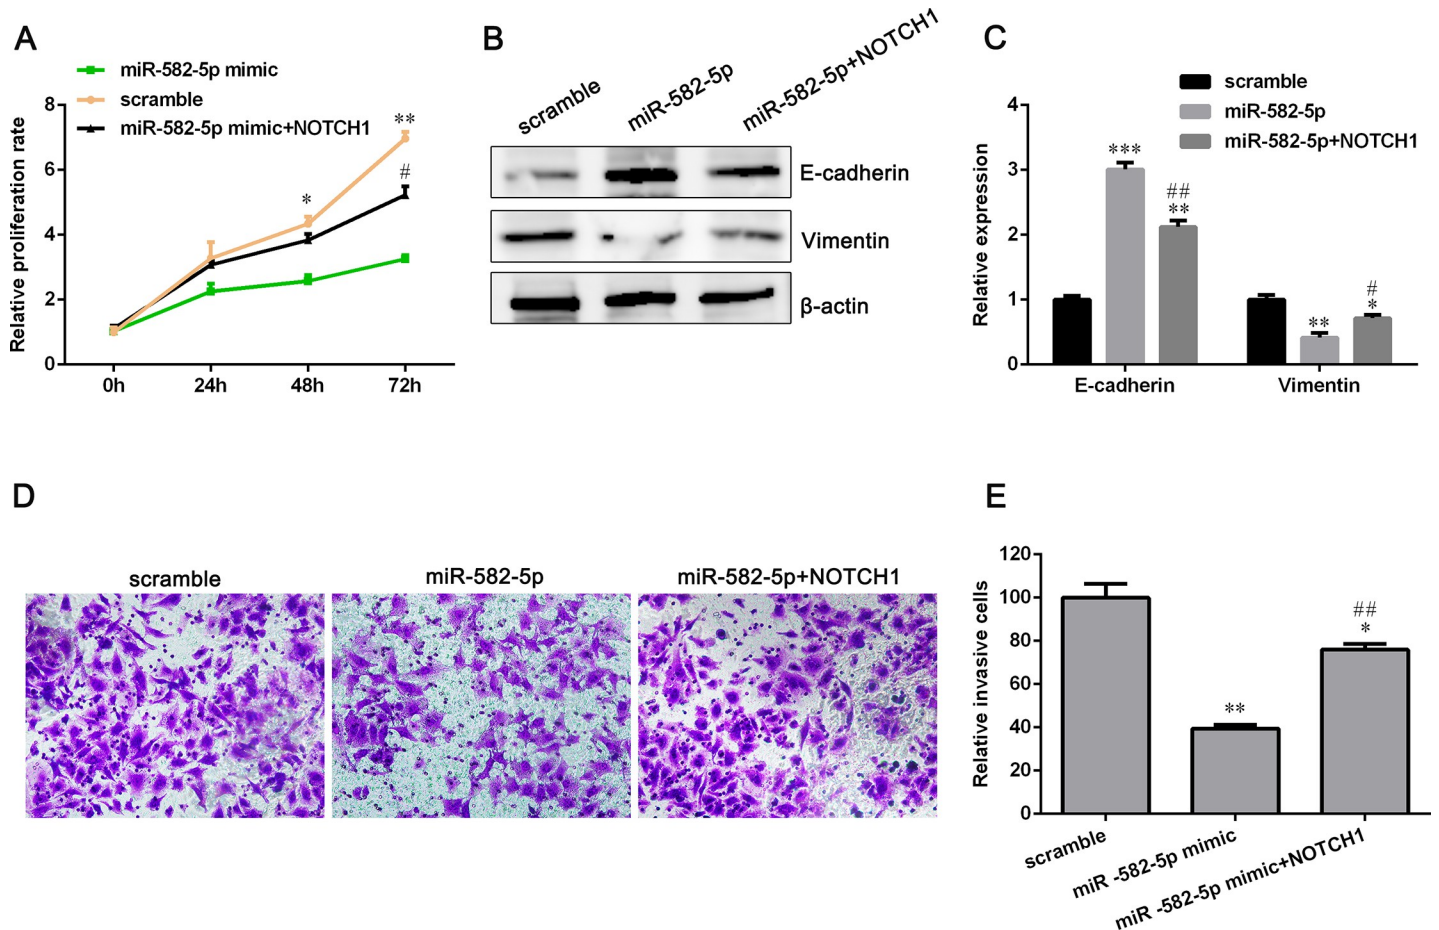 A
miR-582-5p mimic
scramble
miR-582-5p mimic+NOTCH1
Relative proliferation rate
8
6
4
2
0
**
#
*
0h
24h
48h
72h
B
scramble
miR-582-5p
miR-582-5p+NOTCH1
E-cadherin
Vimentin
β-actin
C
scramble
miR-582-5p
miR-582-5p+NOTCH1
Relative expression
4
3
2
1
0
***
##
**
**
#
*
E-cadherin
Vimentin
D
scramble
miR-582-5p
miR-582-5p+NOTCH1
E
Relative invasive cells
120
100
80
60
40
20
0
**
##
*
scramble
miR -582-5p mimic
miR -582-5p mimic+NOTCH1